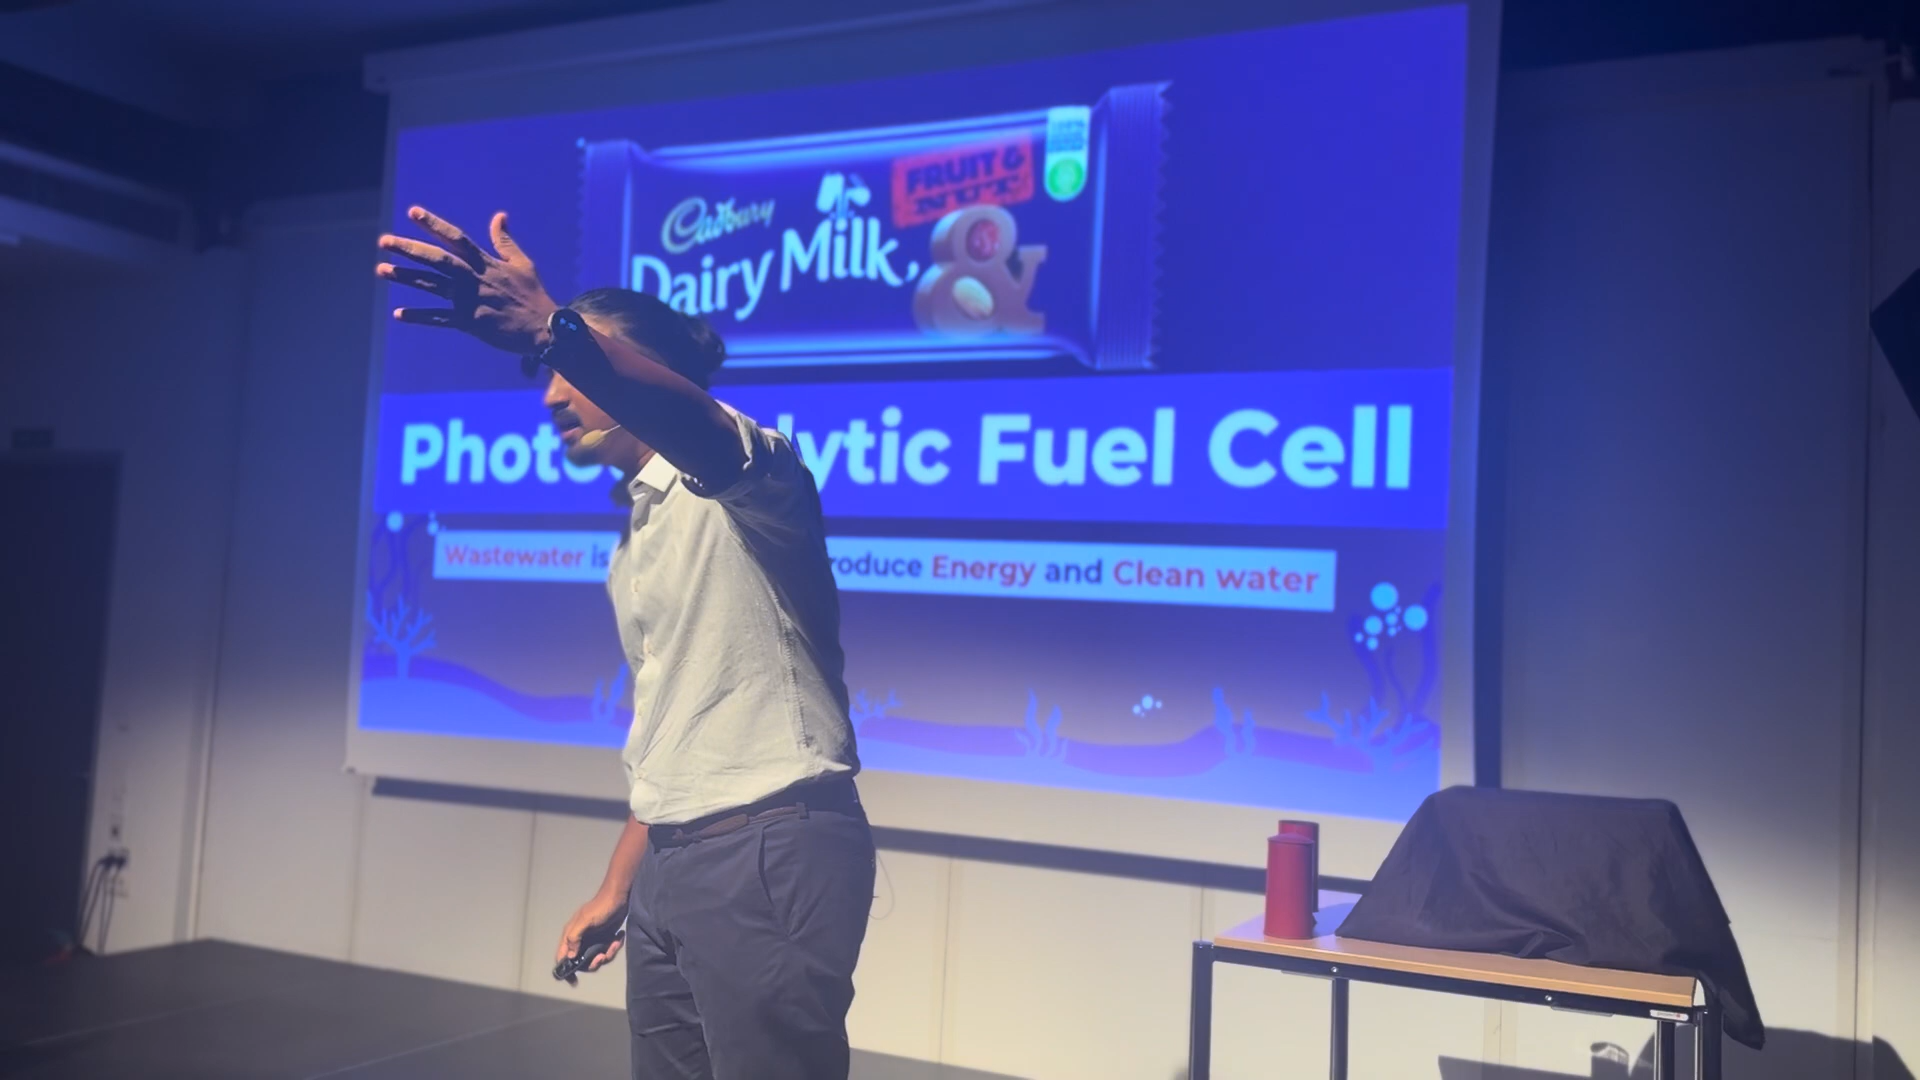 Cadbury
Dairy Milk
FRUIT &
NUT
&
Photo lytic Fuel Cell
Wastewater is roduce Energy and Clean water